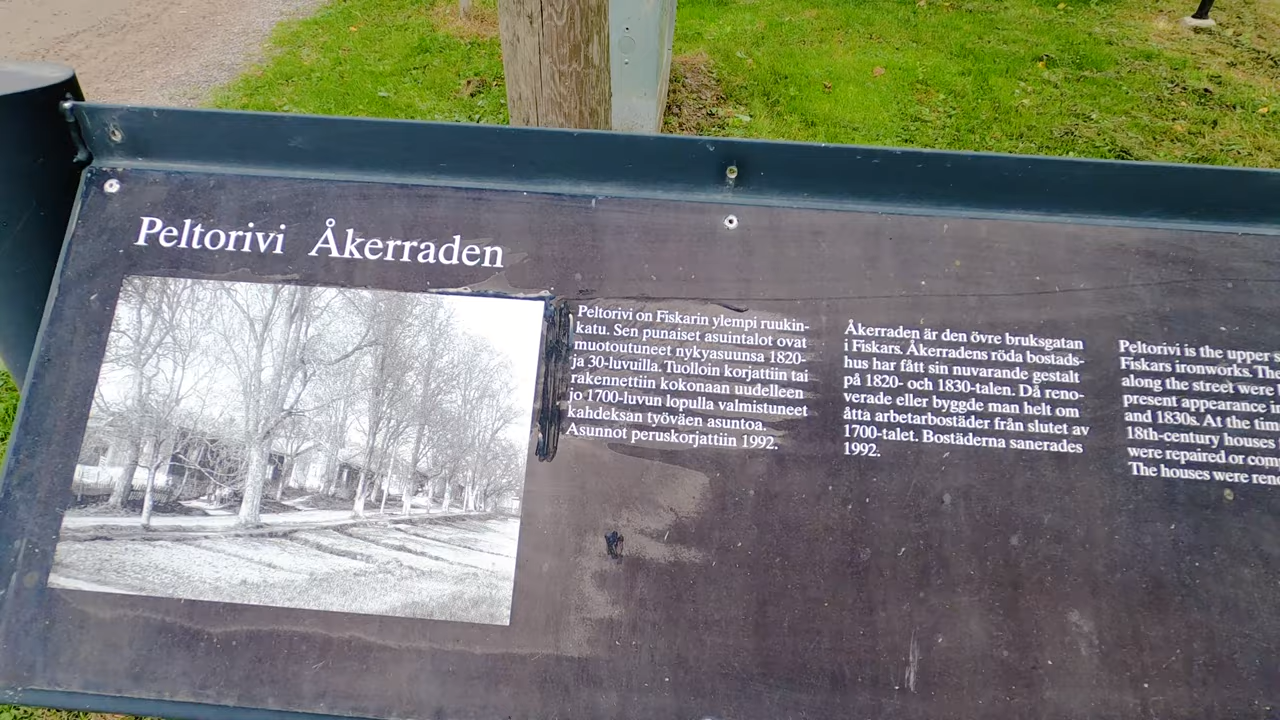 Peltorivi Åkerraden
Peltorivi on Fiskarin ylempi ruukin-
katu. Sen punaiset asuintalot ovat
muotoutuneet nykyasuunsa 1820-
ja 30-luvuilla. Tuolloin korjattiin tai
rakennettiin kokonaan uudelleen
jo 1700-luvun lopulla valmistuneet
kahdeksan työväen asuntoa.
Asunnot peruskorjattiin 1992.
Åkerraden är den övre bruksgatan
i Fiskars. Åkerradens röda bostads-
hus har fått sin nuvarande gestalt
på 1820- och 1830-talen. Då reno-
verade eller byggde man helt om
åtta arbetarbostäder från slutet av
1700-talet. Bostäderna sanerades
1992.
Peltorivi is the upper
Fiskars ironworks. The
along the street were
present appearance
and 1830s. At the
18th-century houses
were repaired or
The houses were